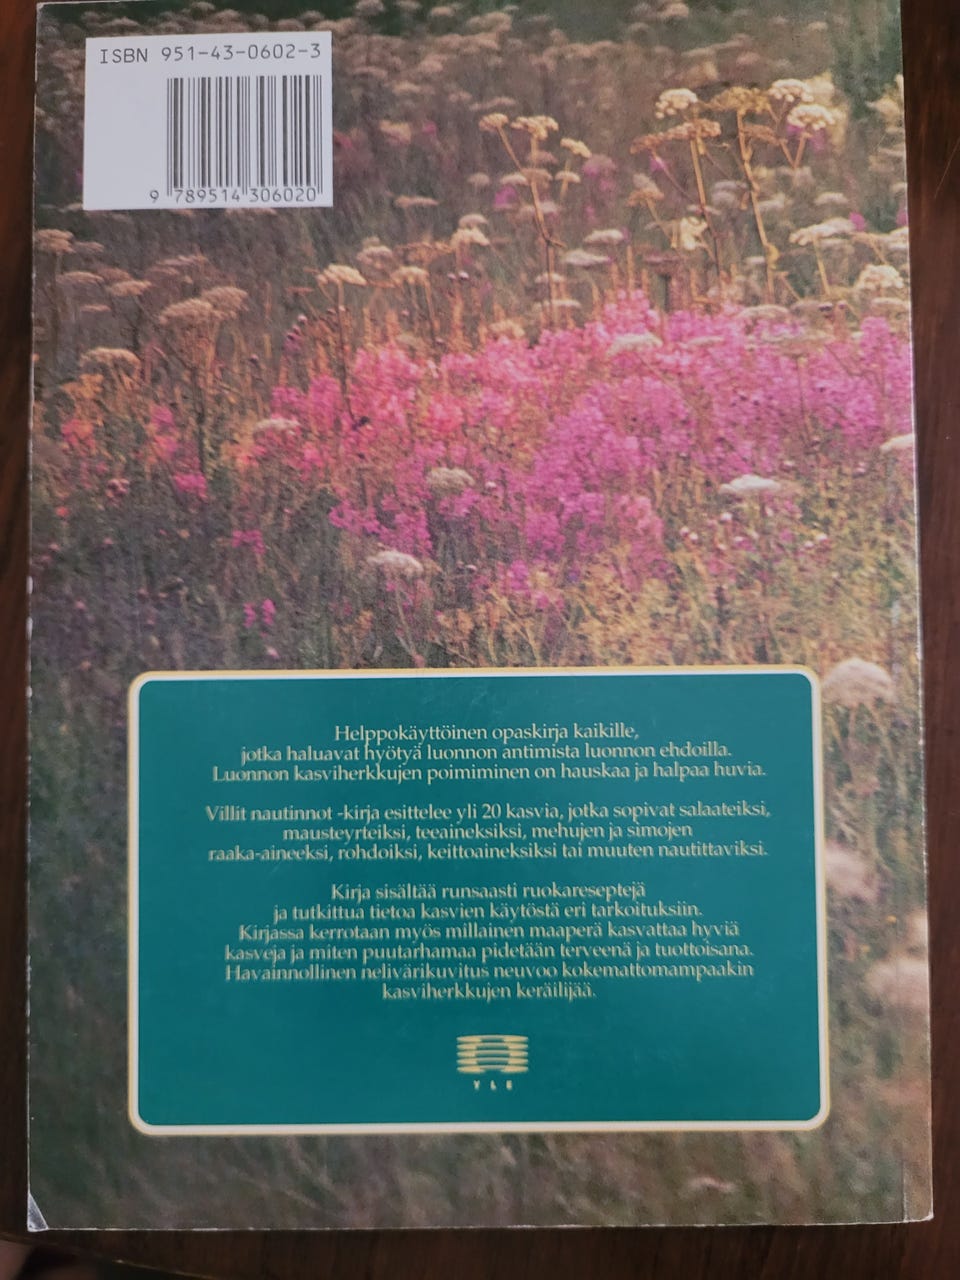 ISBN 951-43-0602-3
9 789514 306020
Helppokäyttöinen opaskirja kaikille,
jotka haluavat hyötyä luonnon antimista luonnon ehdoilla.
Luonnon kasviherkkujen poimiminen on hauskaa ja halpaa huvia.
Villit nautinnot -kirja esittelee yli 20 kasvia, jotka sopivat salaateiksi,
mausteyrteiksi, teeaineksiksi, mehujen ja simojen
raaka-aineeksi, rohdoiksi, keittoaineksiksi tai muuten nautittaviksi.
Kirja sisältää runsaasti ruokareseptejä
ja tutkittua tietoa kasvien käytöstä eri tarkoituksiin.
Kirjassa kerrotaan myös millainen maaperä kasvattaa hyviä
kasveja ja miten puutarhamaa pidetään terveenä ja tuottoisana.
Havainnollinen nelivärikuvitus neuvoo kokemattomampaakin
kasviherkkujen keräilijää.
YLE